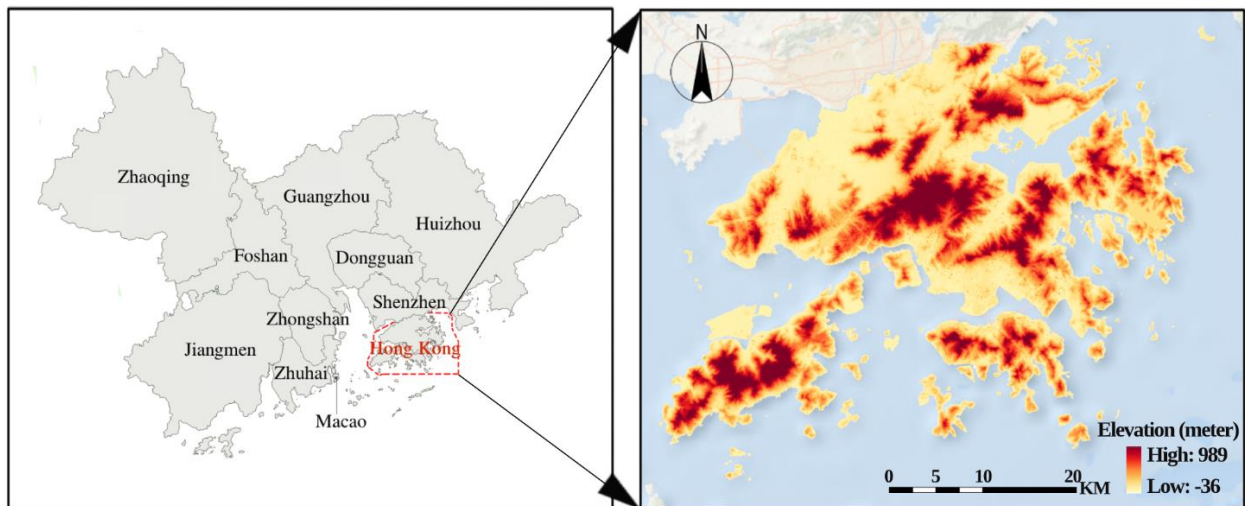 Zhaoqing
Guangzhou
Huizhou
Foshan
Dongguan
Shenzhen
Zhongshan
Jiangmen
Hong Kong
Zhuhai
Macao
N
Elevation (meter)
High: 989
Low: -36
0 5 10 20
KM